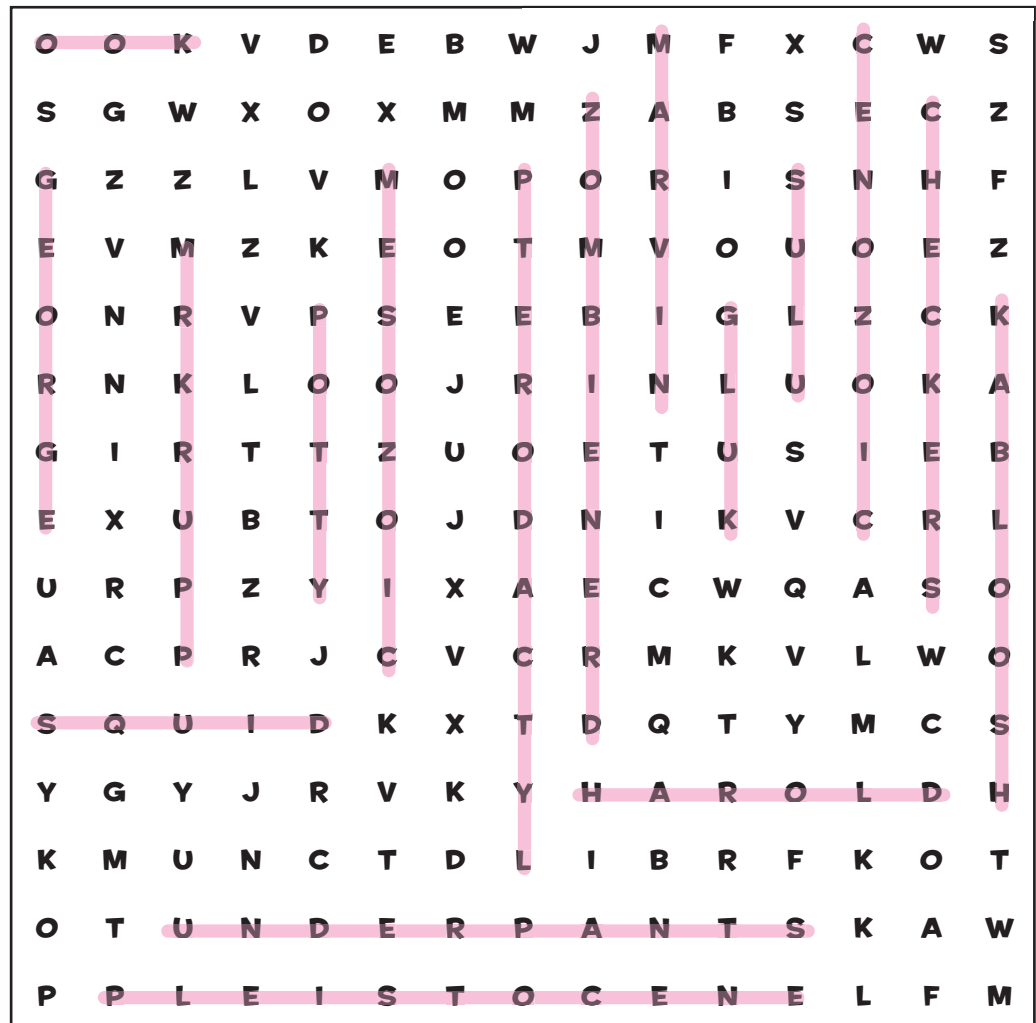 O O K V D E B W J M F X C W S
S G W X O X M M Z A B S E C Z
G Z Z L V M O P O R I S N H F
E V M Z K E O T M V O U O E Z
O N R V P S E E B I G L Z C K
R N K L O O J R I N L U O K A
G I R T T Z U O E T U S I E B
E X U B T O J D N I K V C R L
U R P Z Y I X A E C W Q A S O
A C P R J C V C R M K V L W O
S Q U I D K X T D Q T Y M C S
Y G Y J R V K Y H A R O L D H
K M U N C T D L I B R F K O T
O T U N D E R P A N T S K A W
P P L E I S T O C E N E L F M